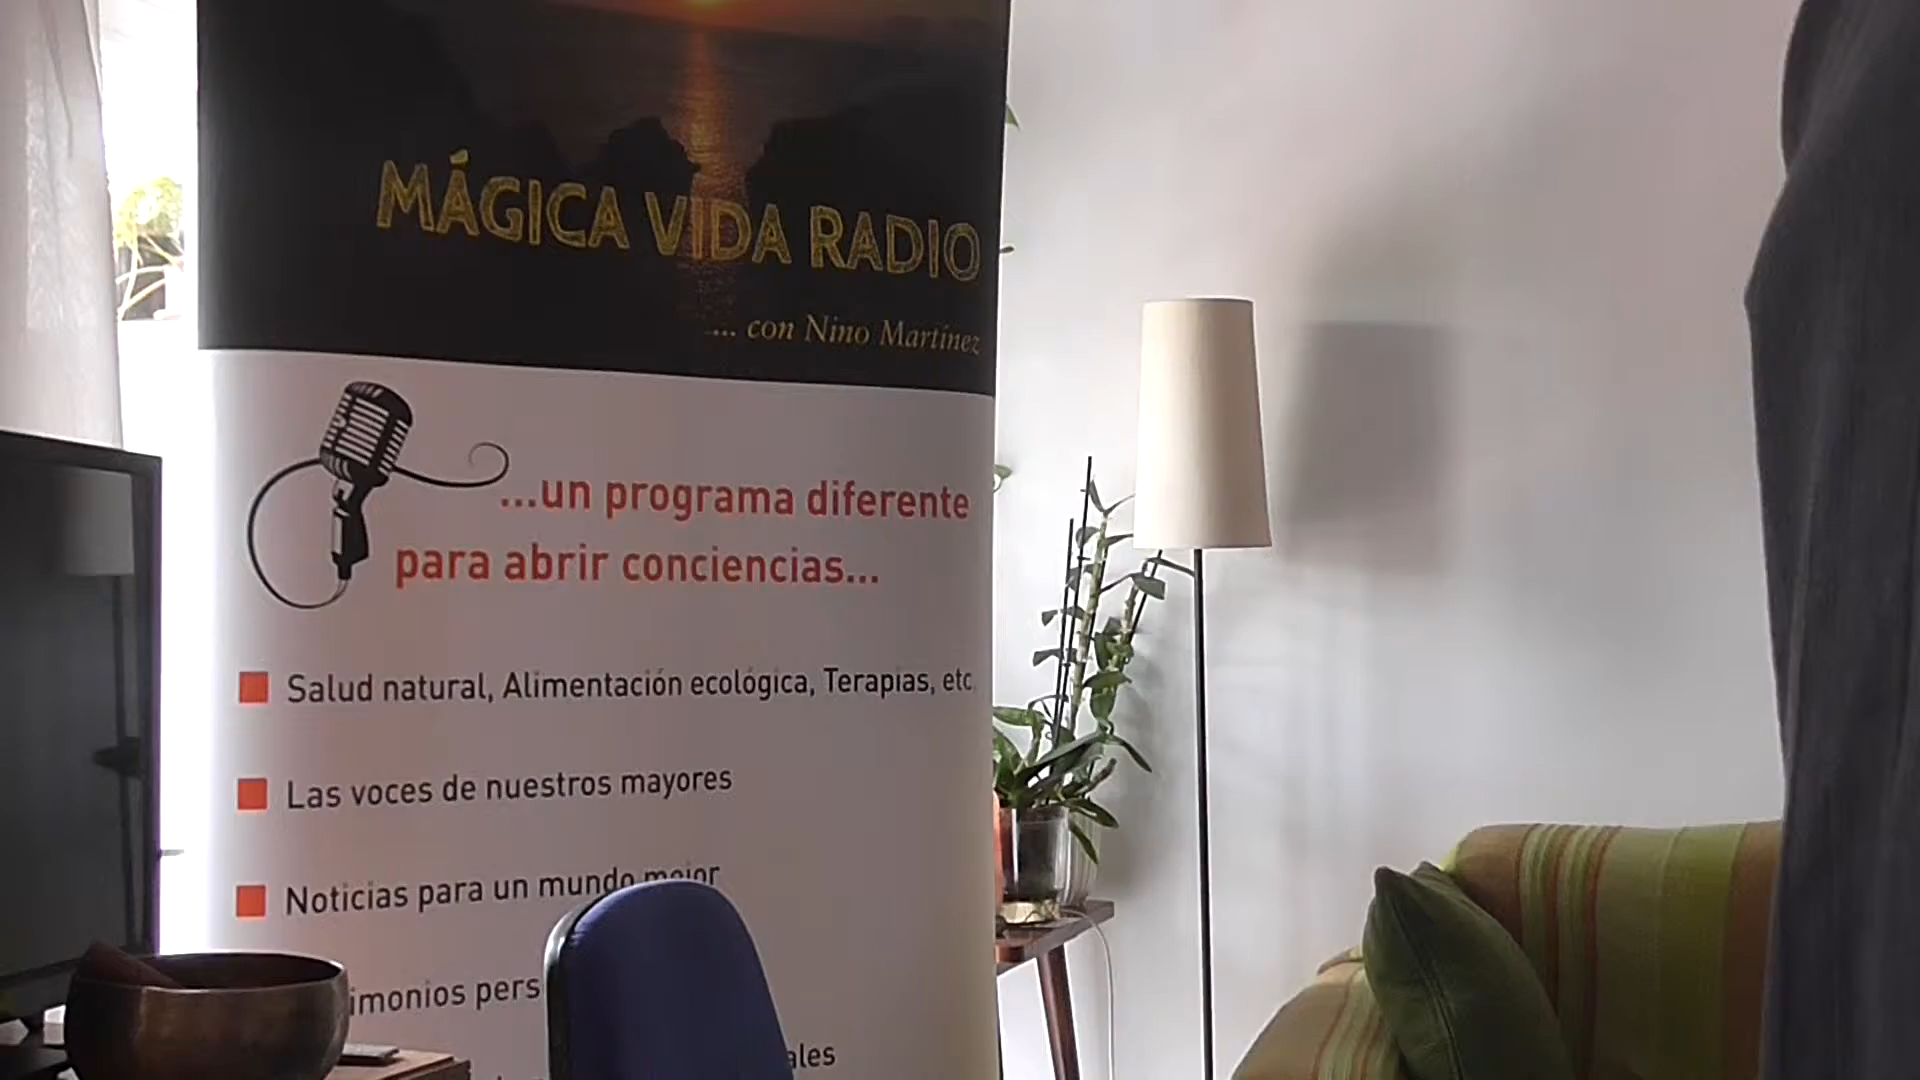 MÁGICA VIDA RADIO
... con Nino Martínez
...un programa diferente
para abrir conciencias...
Salud natural, Alimentación ecológica, Terapias, etc
Las voces de nuestros mayores
Noticias para un mundo mejor